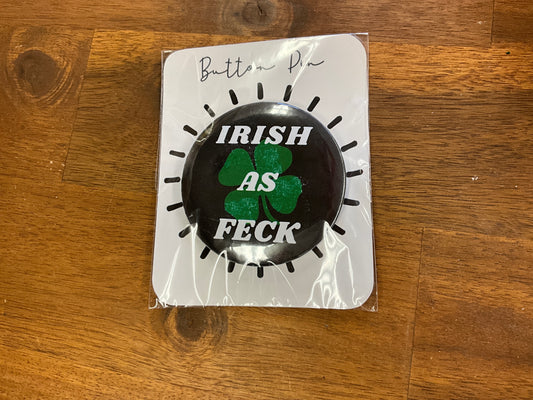 Button Pin
IRISH
AS
FECK